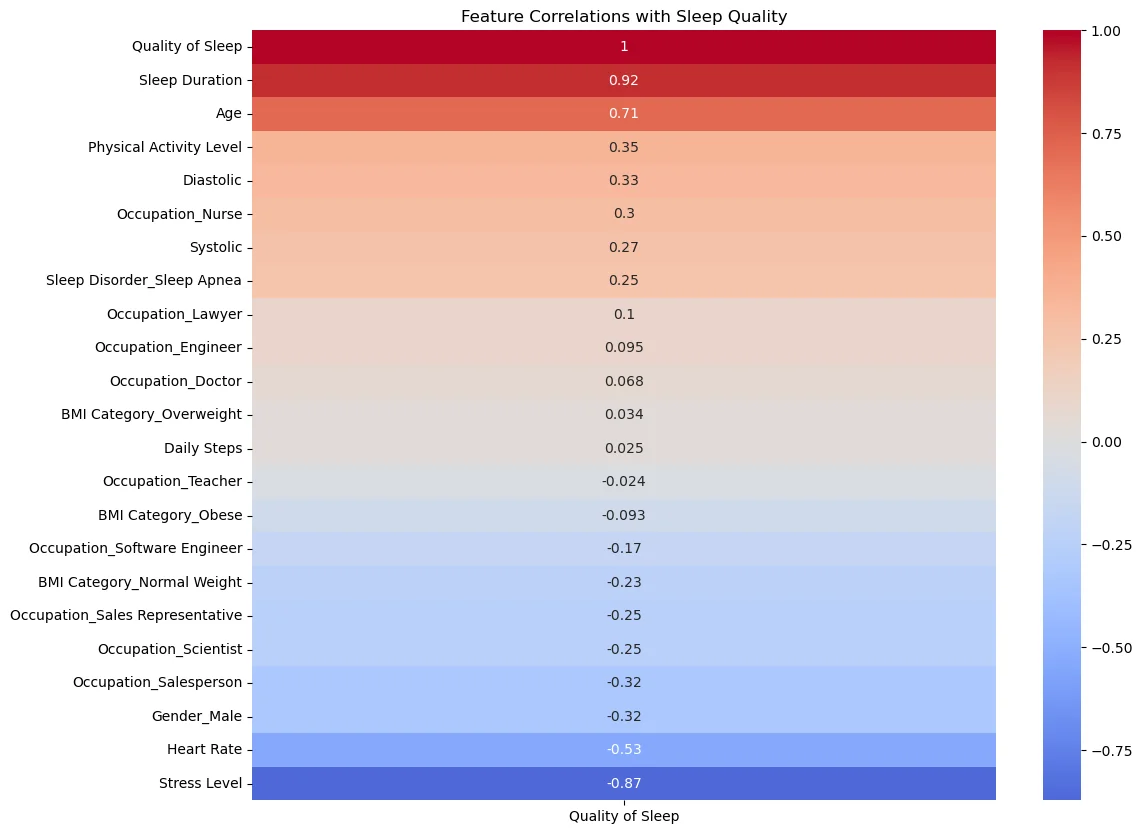 Feature Correlations with Sleep Quality
Quality of Sleep 1
Sleep Duration 0.92
Age 0.71
Physical Activity Level 0.35
Diastolic 0.33
Occupation_Nurse 0.3
Systolic 0.27
Sleep Disorder_Sleep Apnea 0.25
Occupation_Lawyer 0.1
Occupation_Engineer 0.095
Occupation_Doctor 0.068
BMI Category_Overweight 0.034
Daily Steps 0.025
Occupation_Teacher -0.024
BMI Category_Obese -0.093
Occupation_Software Engineer -0.17
BMI Category_Normal Weight -0.23
Occupation_Sales Representative -0.25
Occupation_Scientist -0.25
Occupation_Salesperson -0.32
Gender_Male -0.32
Heart Rate -0.53
Stress Level -0.87
Quality of Sleep
1.00
0.75
0.50
0.25
0.00
−0.25
−0.50
−0.75